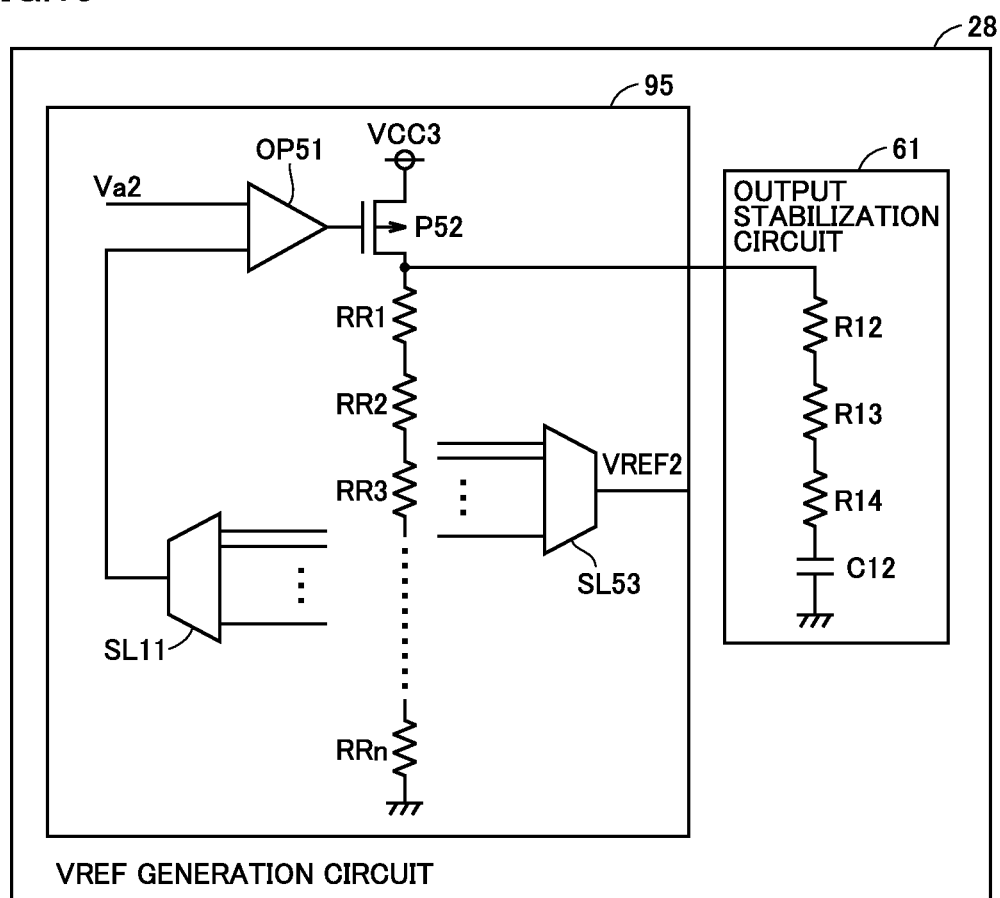 28
95
VCC3
OP51
Va2
61
OUTPUT
STABILIZATION
CIRCUIT
P52
RR1
R12
RR2
R13
VREF2
RR3
R14
C12
SL53
SL11
RRn
VREF GENERATION CIRCUIT